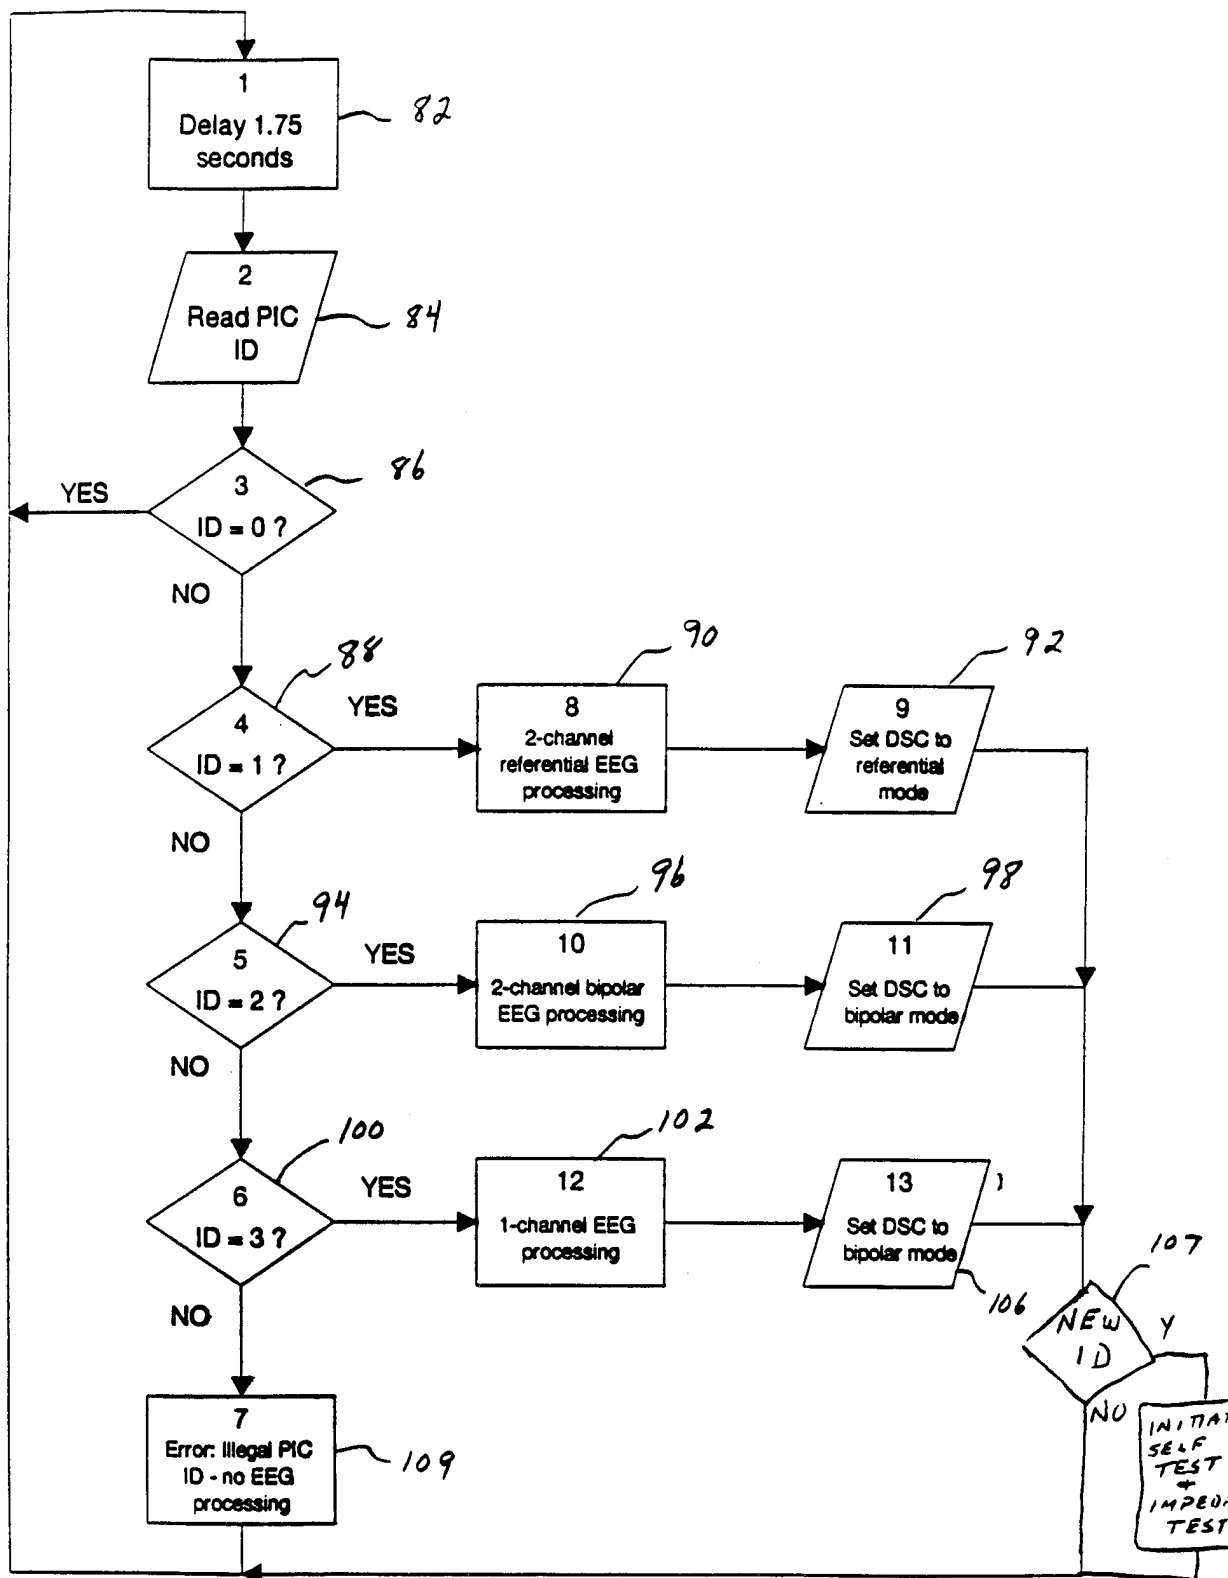 1
Delay 1.75
seconds
82
2
Read PIC
ID
84
3
ID = 0 ?
86
YES
NO
4
ID = 1 ?
88
YES
8
2-channel
referential EEG
processing
90
9
Set DSC to
referential
mode
92
NO
5
ID = 2 ?
94
YES
10
2-channel bipolar
EEG processing
96
11
Set DSC to
bipolar mode
98
NO
6
ID = 3 ?
100
YES
12
1-channel EEG
processing
102
13
Set DSC to
bipolar mode
106
NEW
ID
107
Y
NO
NO
7
Error: Illegal PIC
ID - no EEG
processing
109
SELF
TEST
+
TEST